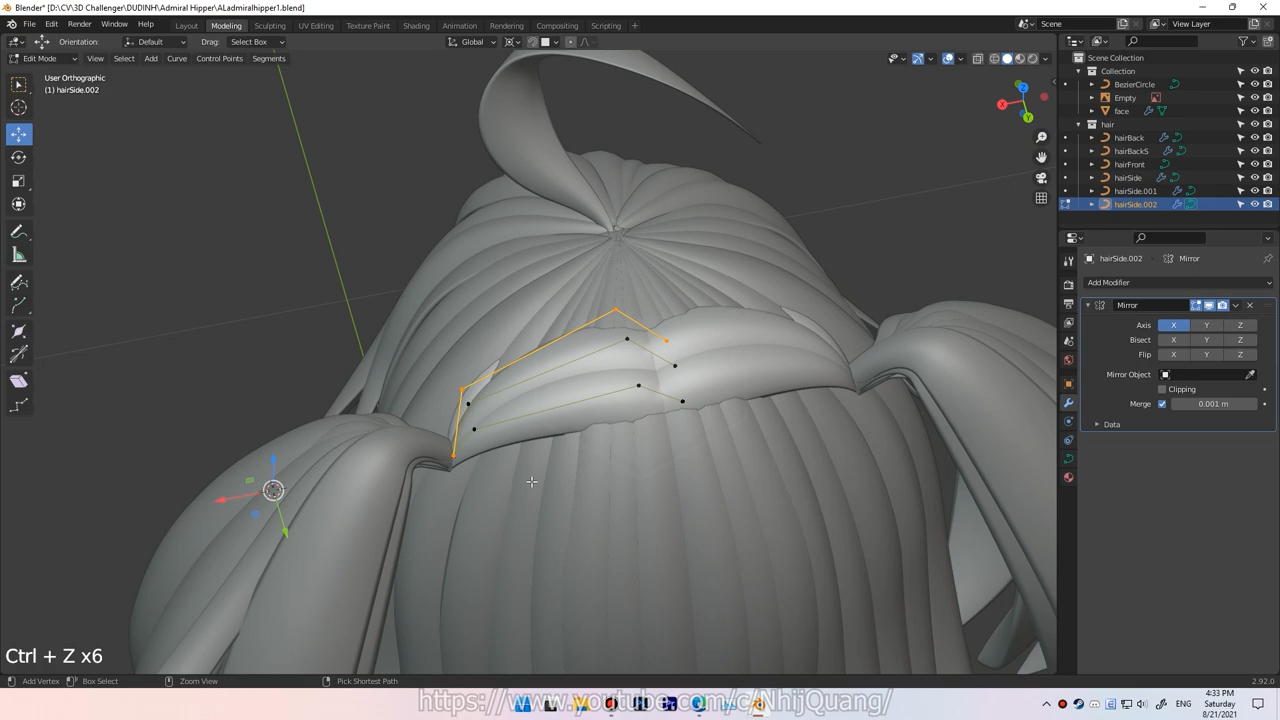 Blender* [D:\CV\3D Challenger\DUDINH\Admiral Hipper\ALadmiralhipper1.blend]
File Edit Render Window Help Layout Modeling Sculpting UV Editing Texture Paint Shading Animation Rendering Compositing Scripting Scene View Layer
Orientation: Default Drag: Select Box Global
Edit Mode View Select Add Curve Control Points Segments
User Orthographic
(1) hairSide.002
Scene Collection
Collection
BezierCircle
Empty
face
hair
hairBack
hairBackS
hairFront
hairSide
hairSide.001
hairSide.002
hairSide.002 Mirror
Add Modifier
Mirror
Axis X Y Z
Bisect X Y Z
Flip X Y Z
Mirror Object
Clipping
Merge 0.001 m
Data
X
Y
Z
Ctrl + Z x6
Add Vertex Box Select Zoom View Pick Shortest Path 2.92.0
https://www.youtube.com/c/NhijQuang/
ENG
4:33 PM
Saturday
8/21/2021